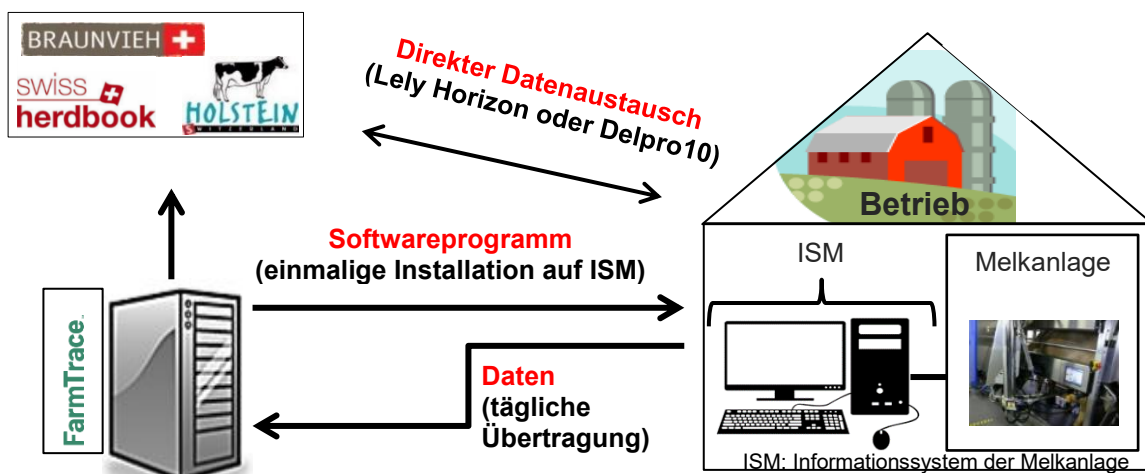 BRAUNVIEH
swiss
herdbook
HOLSTEIN
SWITZERLAND
Direkter Datenaustausch
(Lely Horizon oder Delpro10)
Betrieb
Softwareprogramm
(einmalige Installation auf ISM)
ISM
Melkanlage
FarmTrace
Daten
(tägliche
Übertragung)
ISM: Informationssystem der Melkanlage